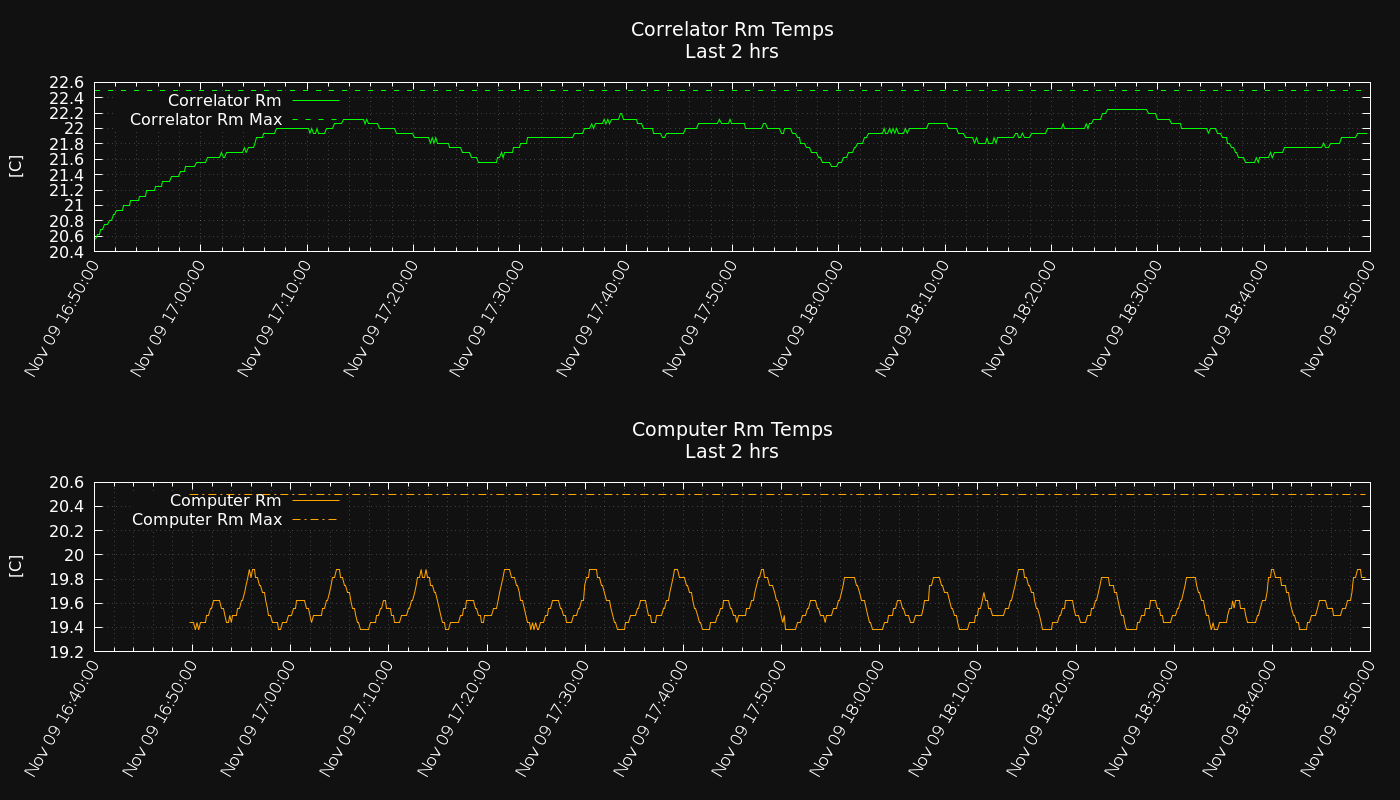 Correlator Rm Temps
Last 2 hrs
22.6
22.4
22.2
22
21.8
21.6
21.4
21.2
21
20.8
20.6
20.4
[C]
Correlator Rm
Correlator Rm Max
Nov 09 16:50:00
Nov 09 17:00:00
Nov 09 17:10:00
Nov 09 17:20:00
Nov 09 17:30:00
Nov 09 17:40:00
Nov 09 17:50:00
Nov 09 18:00:00
Nov 09 18:10:00
Nov 09 18:20:00
Nov 09 18:30:00
Nov 09 18:40:00
Nov 09 18:50:00
Computer Rm Temps
Last 2 hrs
20.6
20.4
20.2
20
19.8
19.6
19.4
19.2
[C]
Computer Rm
Computer Rm Max
Nov 09 16:40:00
Nov 09 16:50:00
Nov 09 17:00:00
Nov 09 17:10:00
Nov 09 17:20:00
Nov 09 17:30:00
Nov 09 17:40:00
Nov 09 17:50:00
Nov 09 18:00:00
Nov 09 18:10:00
Nov 09 18:20:00
Nov 09 18:30:00
Nov 09 18:40:00
Nov 09 18:50:00